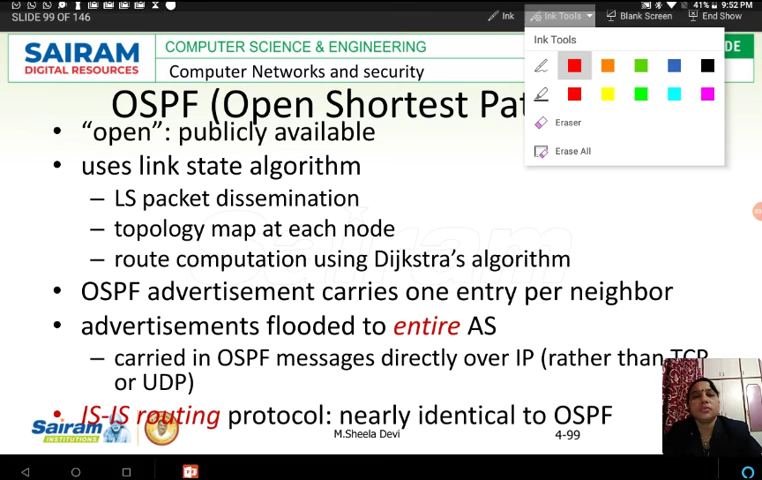 41% 9:52 PM
SLIDE 99 OF 146
Ink
Ink Tools
Blank Screen
End Show
Ink Tools
Eraser
Erase All
SAIRAM
DIGITAL RESOURCES
COMPUTER SCIENCE & ENGINEERING
DE
Computer Networks and security
OSPF (Open Shortest Pat
• “open”: publicly available
• uses link state algorithm
– LS packet dissemination
– topology map at each node
– route computation using Dijkstra’s algorithm
Sairam
• OSPF advertisement carries one entry per neighbor
• advertisements flooded to entire AS
– carried in OSPF messages directly over IP (rather than TCP
or UDP)
• IS-IS routing protocol: nearly identical to OSPF
Sairam
INSTITUTIONS
M.Sheela Devi
4-99